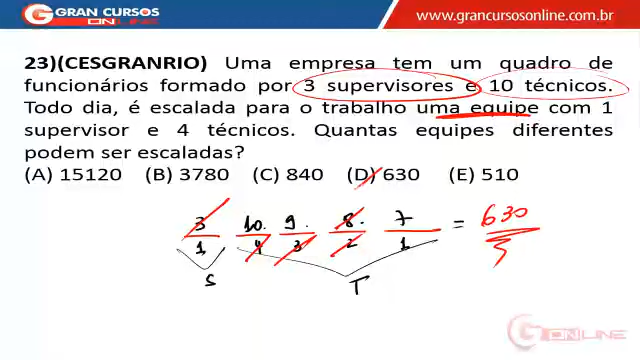 GRAN CURSOS
ONLINE
www.grancursosonline.com.br
23)(CESGRANRIO) Uma empresa tem um quadro de
funcionários formado por 3 supervisores e 10 técnicos.
Todo dia, é escalada para o trabalho uma equipe com 1
supervisor e 4 técnicos. Quantas equipes diferentes
podem ser escaladas?
(A) 15120 (B) 3780 (C) 840 (D) 630 (E) 510
3 10. 9. 8. 7 = 630
1 4 3 2 1
S T
GRAN CURSOS
ONLINE